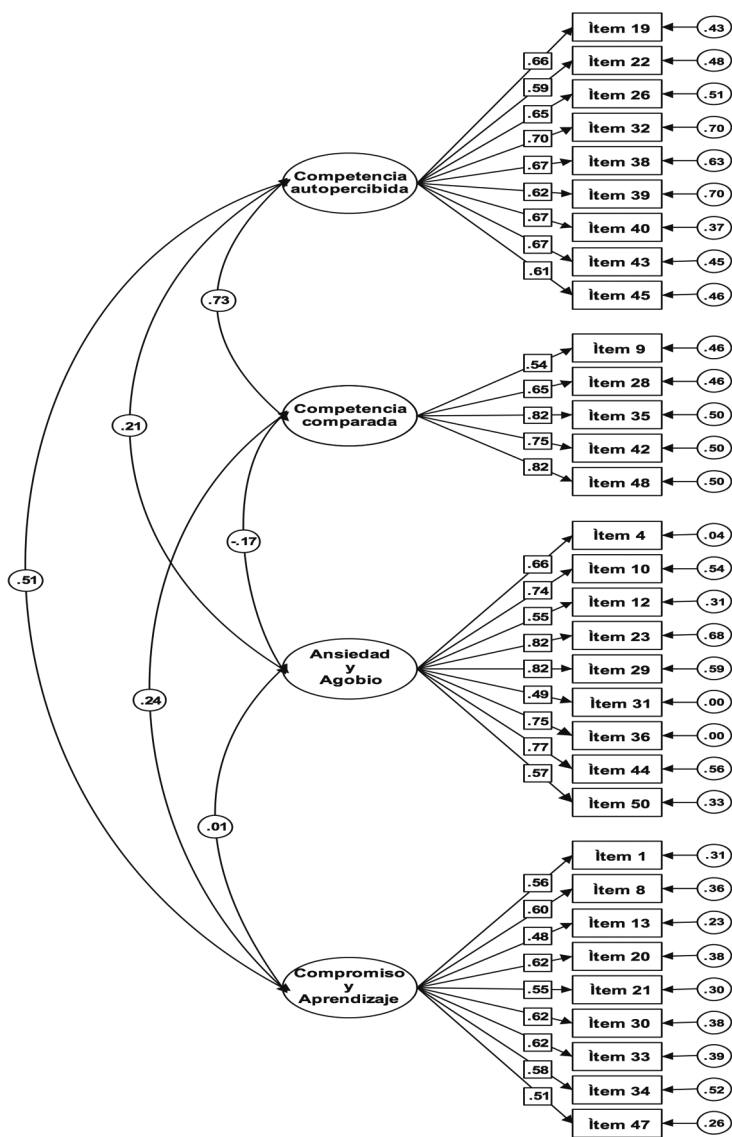 Ìtem 19
.43
.66
Ìtem 22
.48
.59
Ìtem 26
.51
.65
Ìtem 32
.70
.70
Competencia
autopercibida
Ìtem 38
.63
.67
Ìtem 39
.70
.62
Ìtem 40
.37
.67
Ìtem 43
.45
.67
Ìtem 45
.46
.61
.73
Ìtem 9
.46
.54
Ìtem 28
.46
.65
Competencia
comparada
Ìtem 35
.50
.82
Ìtem 42
.50
.75
Ìtem 48
.50
.82
.21
-.17
.51
Ìtem 4
.04
.66
Ìtem 10
.54
.74
Ìtem 12
.31
.55
Ìtem 23
.68
.82
Ansiedad
y
Agobio
Ìtem 29
.59
.82
Ìtem 31
.00
.49
Ìtem 36
.00
.75
Ìtem 44
.56
.77
Ìtem 50
.33
.57
.24
.01
Ìtem 1
.31
.56
Ìtem 8
.36
.60
Ìtem 13
.23
.48
Ìtem 20
.38
.62
Compromiso
y
Aprendizaje
Ìtem 21
.30
.55
Ìtem 30
.38
.62
Ìtem 33
.39
.62
Ìtem 34
.52
.58
Ìtem 47
.26
.51